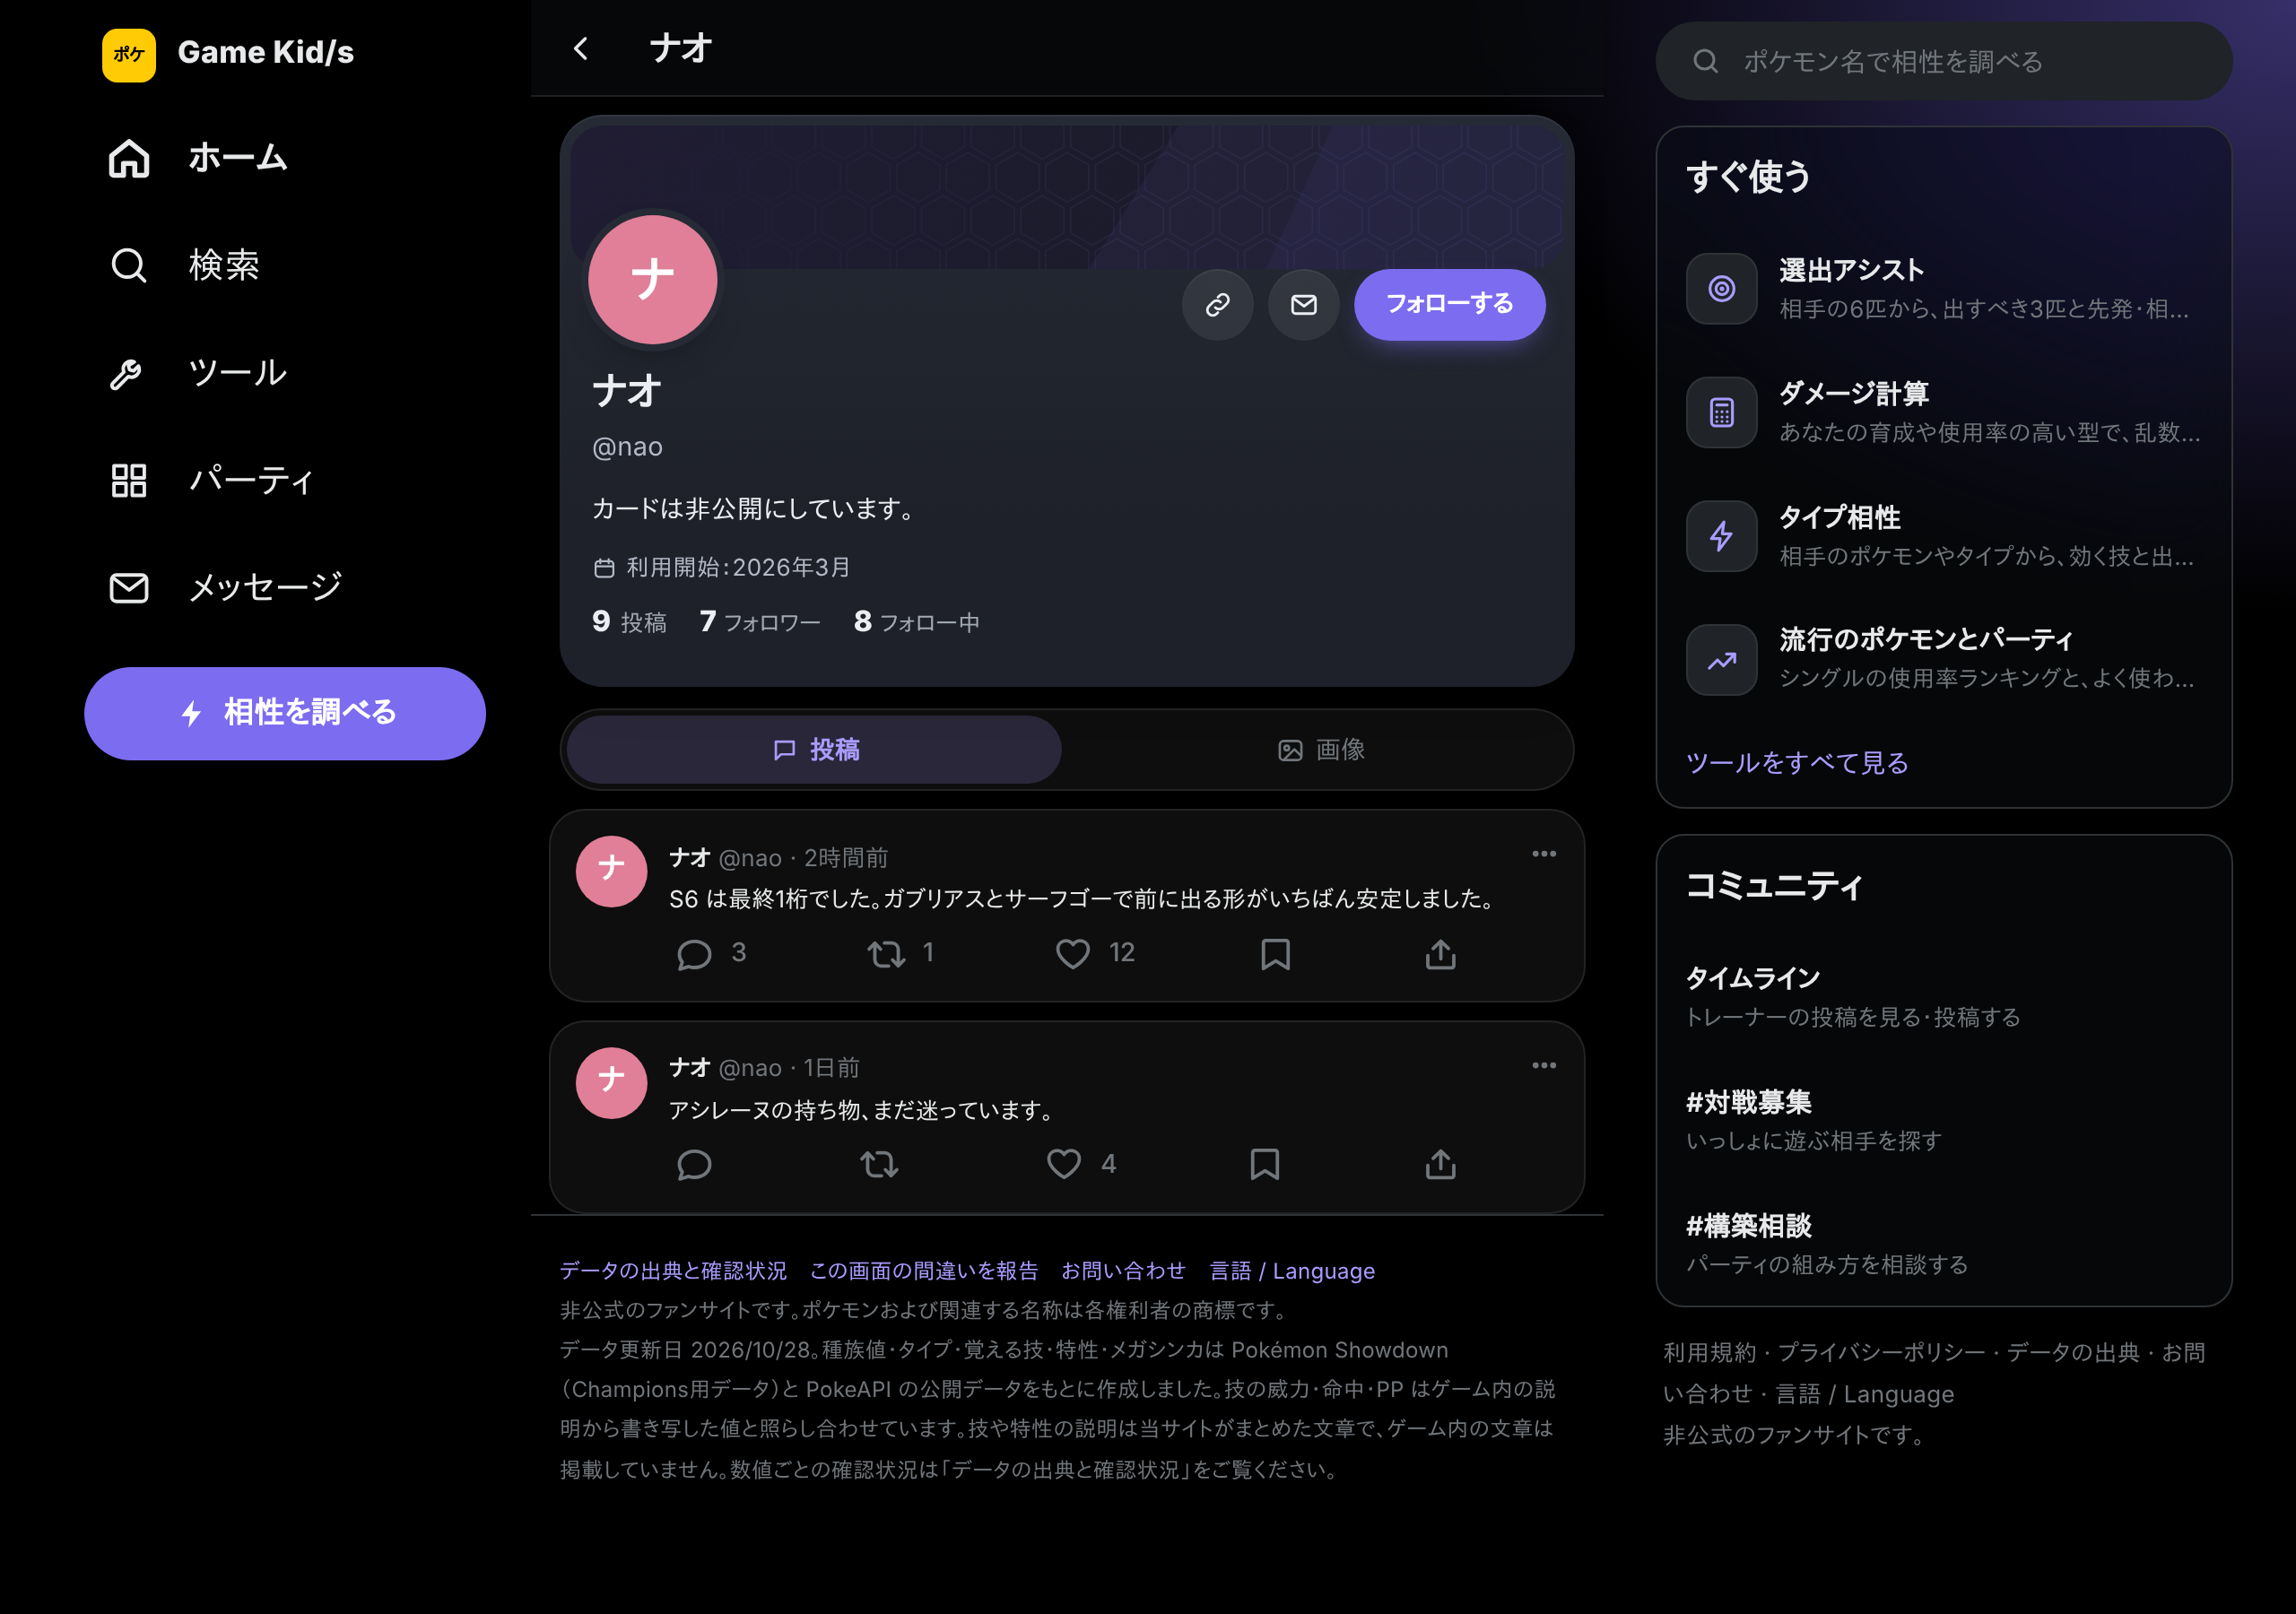 ポケ Game Kid/s
ホーム
検索
ツール
パーティ
メッセージ
相性を調べる
ナオ
ナ
フォローする
ナオ
@nao
カードは非公開にしています。
利用開始:2026年3月
9 投稿 7 フォロワー 8 フォロー中
投稿 画像
ナ
ナオ @nao · 2時間前
S6 は最終1桁でした。ガブリアスとサーフゴーで前に出る形がいちばん安定しました。
3 1 12
ナ
ナオ @nao · 1日前
アシレーヌの持ち物、まだ迷っています。
4
データの出典と確認状況 この画面の間違いを報告 お問い合わせ 言語 / Language
非公式のファンサイトです。ポケモンおよび関連する名称は各権利者の商標です。
データ更新日 2026/10/28。種族値・タイプ・覚える技・特性・メガシンカは Pokémon Showdown
（Champions用データ）と PokeAPI の公開データをもとに作成しました。技の威力・命中・PP はゲーム内の説
明から書き写した値と照らし合わせています。技や特性の説明は当サイトがまとめた文章で、ゲーム内の文章は
掲載していません。数値ごとの確認状況は「データの出典と確認状況」をご覧ください。
ポケモン名で相性を調べる
すぐ使う
選出アシスト
相手の6匹から、出すべき3匹と先発・相…
ダメージ計算
あなたの育成や使用率の高い型で、乱数…
タイプ相性
相手のポケモンやタイプから、効く技と出…
流行のポケモンとパーティ
シングルの使用率ランキングと、よく使わ…
ツールをすべて見る
コミュニティ
タイムライン
トレーナーの投稿を見る・投稿する
#対戦募集
いっしょに遊ぶ相手を探す
#構築相談
パーティの組み方を相談する
利用規約 · プライバシーポリシー · データの出典 · お問
い合わせ · 言語 / Language
非公式のファンサイトです。